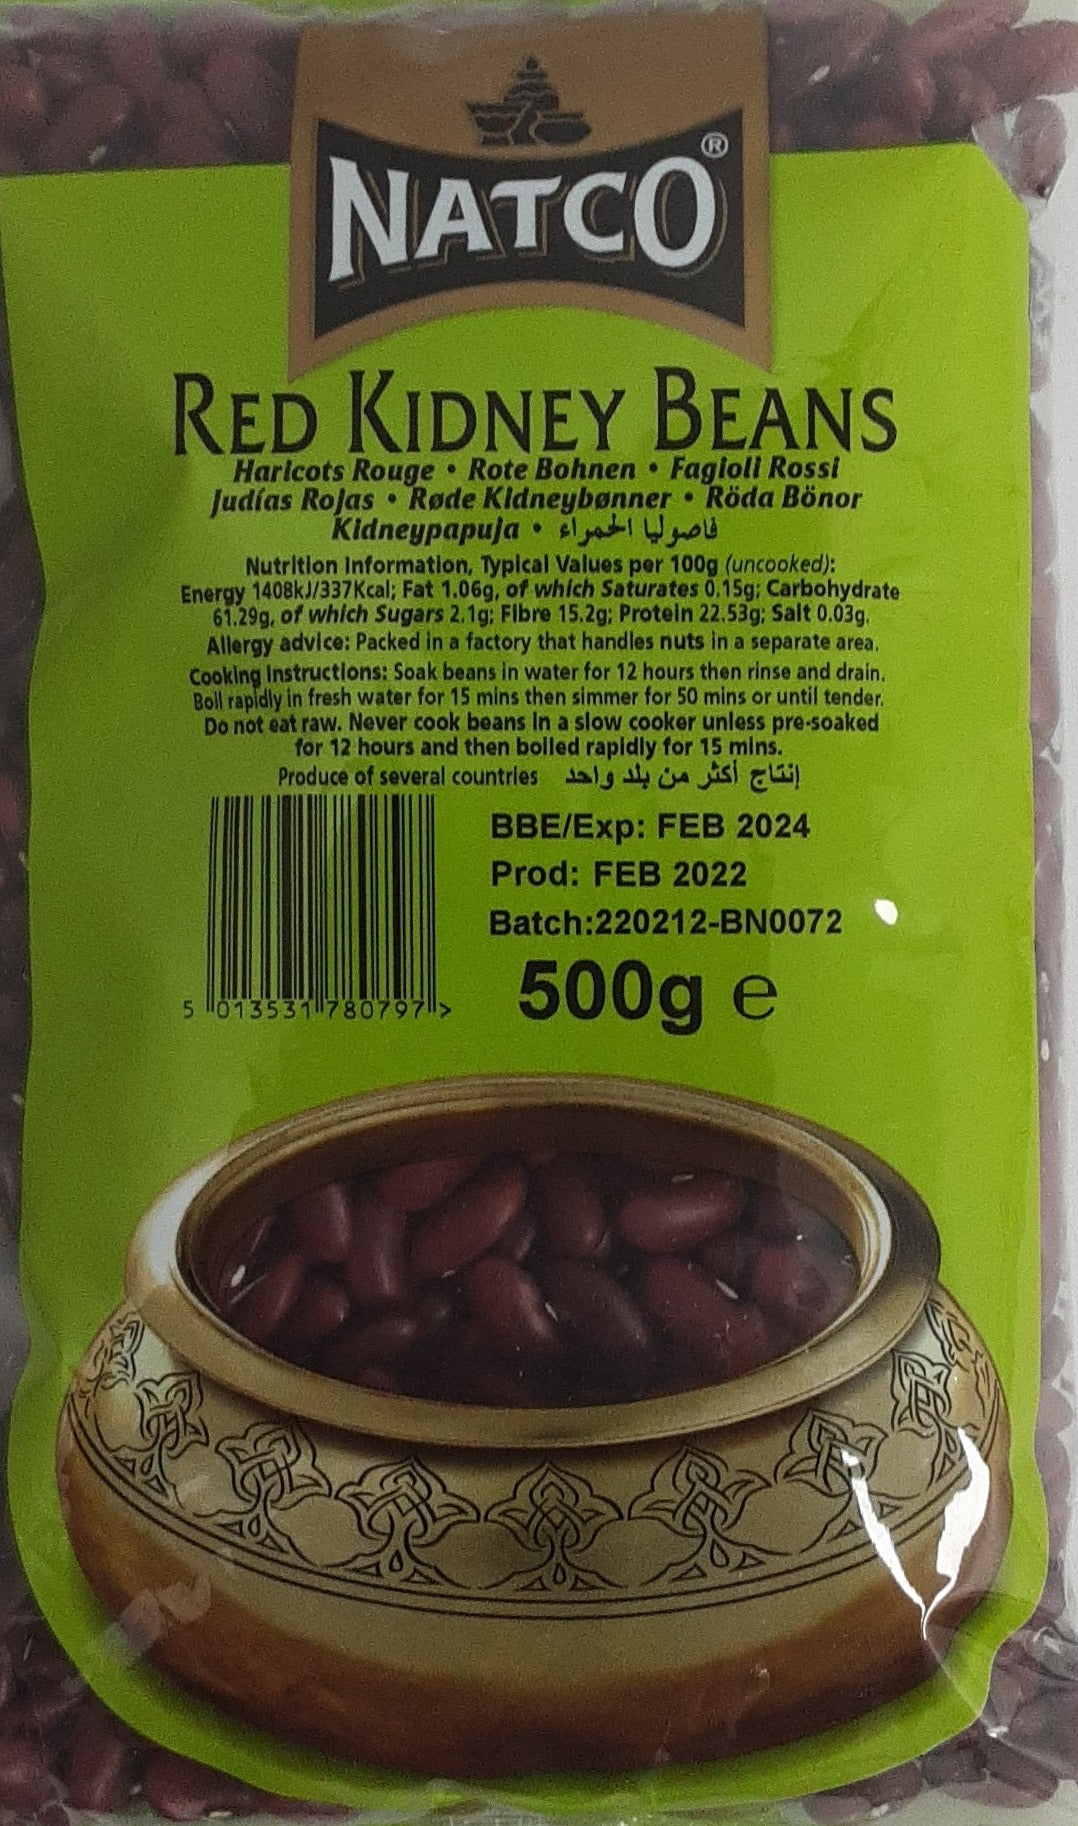 NATCO®
RED KIDNEY BEANS
Haricots Rouge • Rote Bohnen • Fagioli Rossi
Judías Rojas • Røde Kidneybønner • Röda Bönor
Kidneypapuja • فاصوليا الحمراء
Nutrition Information, Typical Values per 100g (uncooked):
Energy 1408kJ/337Kcal; Fat 1.06g, of which Saturates 0.15g; Carbohydrate
61.29g, of which Sugars 2.1g; Fibre 15.2g; Protein 22.53g; Salt 0.03g.
Allergy advice: Packed in a factory that handles nuts in a separate area.
Cooking Instructions: Soak beans in water for 12 hours then rinse and drain.
Boil rapidly in fresh water for 15 mins then simmer for 50 mins or until tender.
Do not eat raw. Never cook beans in a slow cooker unless pre-soaked
for 12 hours and then boiled rapidly for 15 mins.
Produce of several countries إنتاج أكثر من بلد واحد
BBE/Exp: FEB 2024
Prod: FEB 2022
Batch:220212-BN0072
5 013531 780797 >
500g e